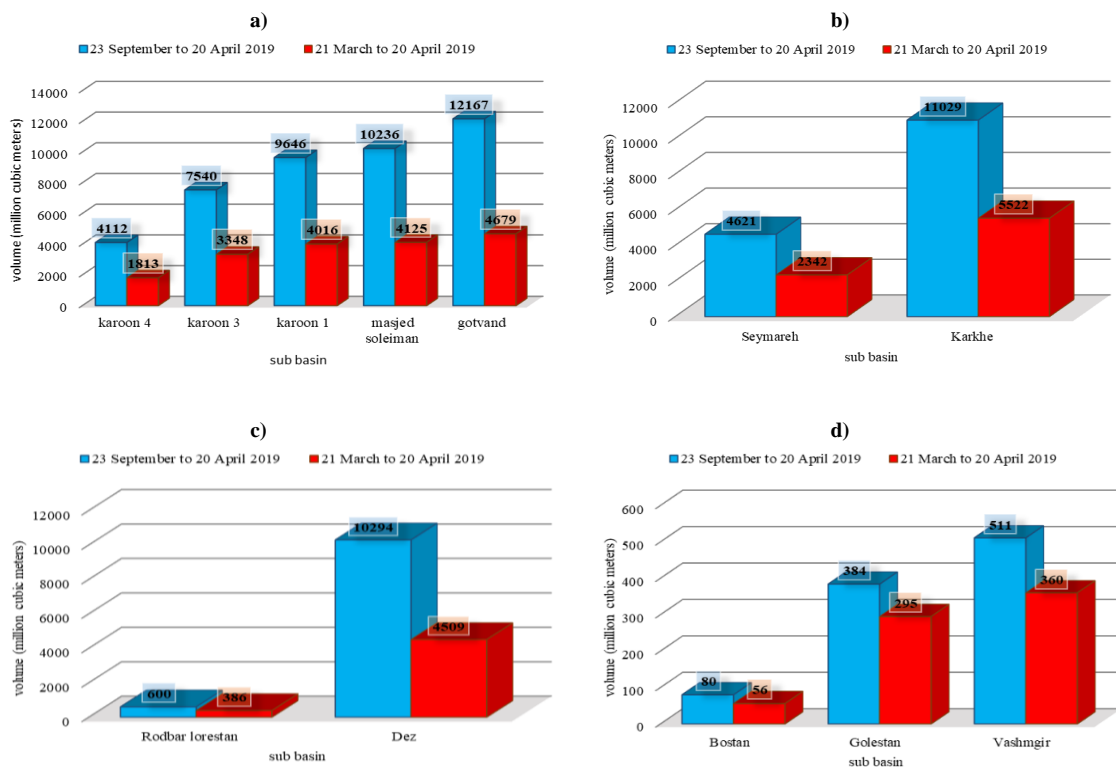 a)
23 September to 20 April 2019 21 March to 20 April 2019
volume (million cubic meters)
14000
12000
10000
8000
6000
4000
2000
0
4112
1813
7540
3348
9646
4016
10236
4125
12167
4679
karoon 4 karoon 3 karoon 1 masjed soleiman gotvand
sub basin
b)
23 September to 20 April 2019 21 March to 20 April 2019
volume (million cubic meters)
12000
10000
8000
6000
4000
2000
0
4621
2342
11029
5522
Seymareh Karkhe
sub basin
c)
23 September to 20 April 2019 21 March to 20 April 2019
volume (million cubic meters)
12000
10000
8000
6000
4000
2000
0
600
386
10294
4509
Rodbar lorestan Dez
sub basin
d)
23 September to 20 April 2019 21 March to 20 April 2019
volume (million cubic meters)
600
500
400
300
200
100
0
80
56
384
295
511
360
Bostan Golestan Vashmgir
sub basin